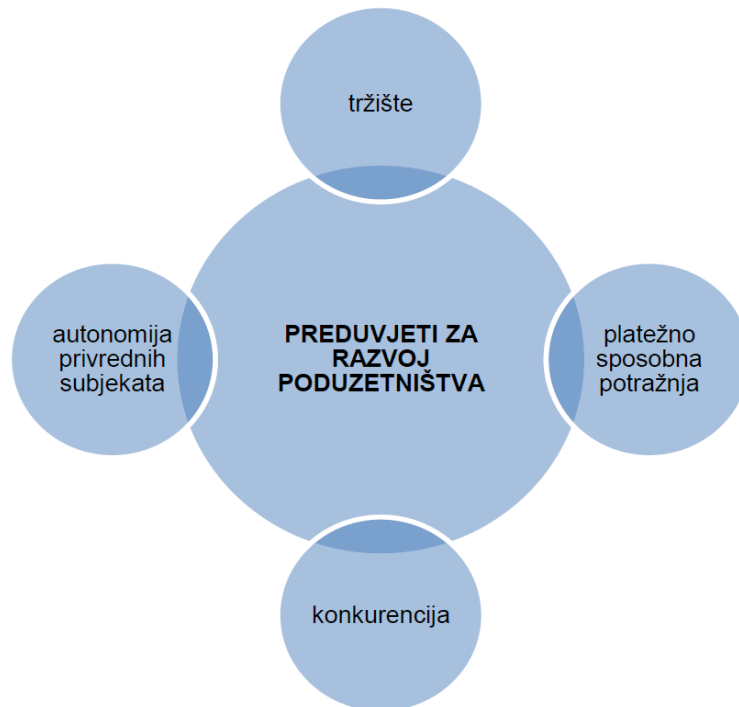 tržište
autonomija
privrednih
subjekata
PREDUVJETI ZA
RAZVOJ
PODUZETNIŠTVA
platežno
sposobna
potražnja
konkurencija